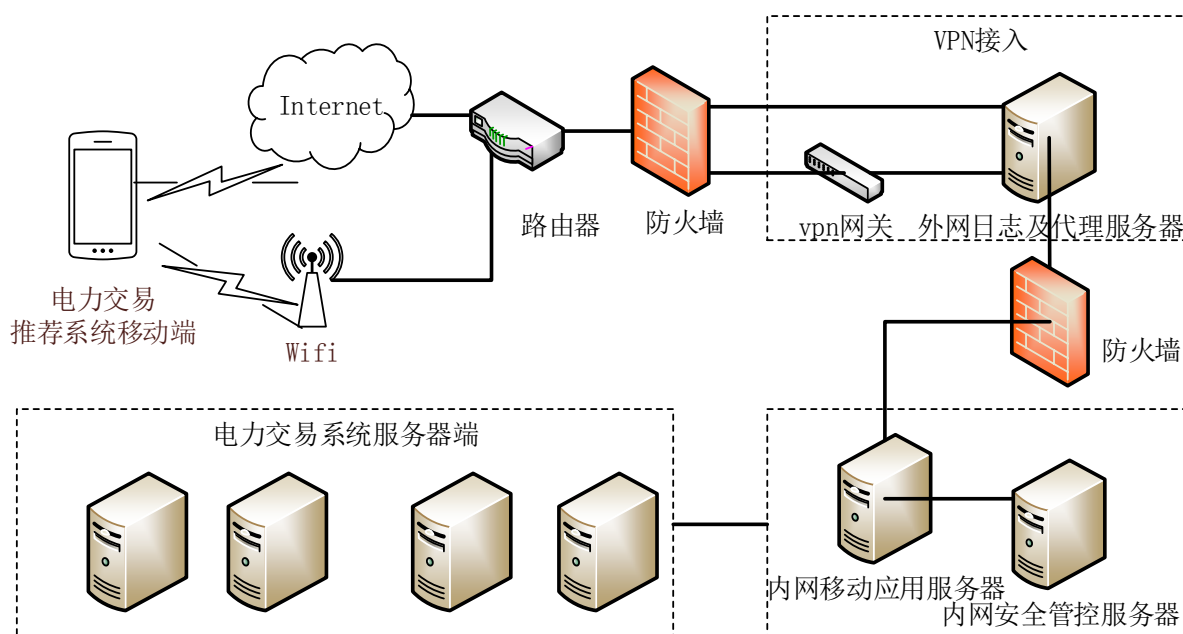 VPN接入
Internet
路由器
防火墙
vpn网关
外网日志及代理服务器
电力交易
推荐系统移动端
Wifi
防火墙
电力交易系统服务器端
内网移动应用服务器
内网安全管控服务器